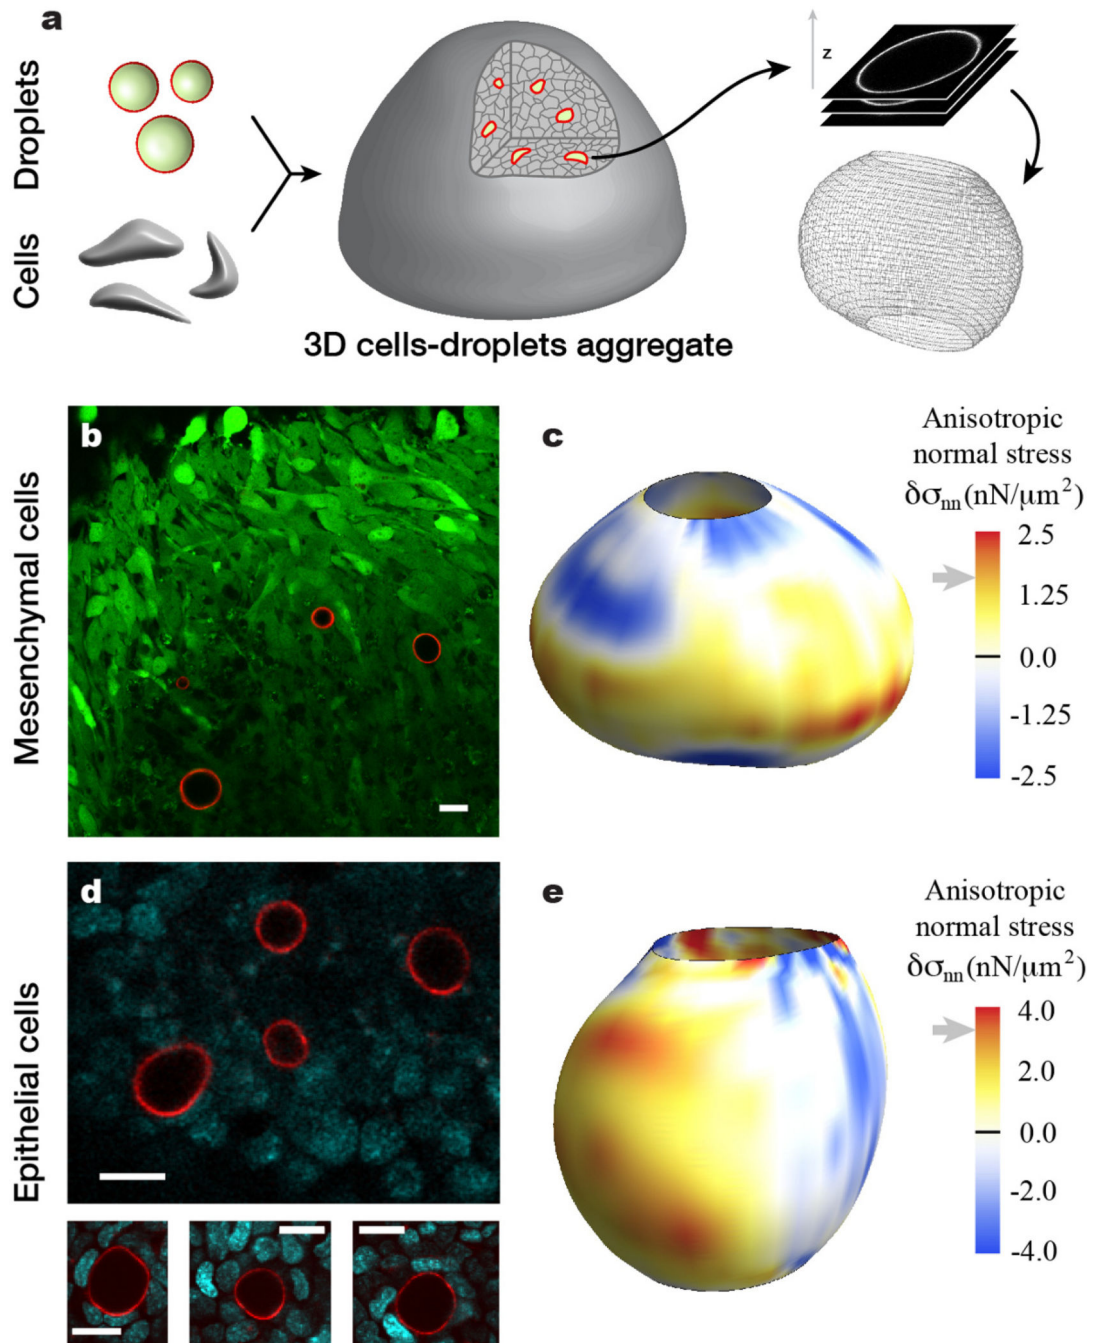 a
Droplets
Cells
z
3D cells-droplets aggregate
Mesenchymal cells
b
c
Anisotropic
normal stress
δσnn (nN/μm²)
2.5
1.25
0.0
-1.25
-2.5
Epithelial cells
d
e
Anisotropic
normal stress
δσnn (nN/μm²)
4.0
2.0
0.0
-2.0
-4.0